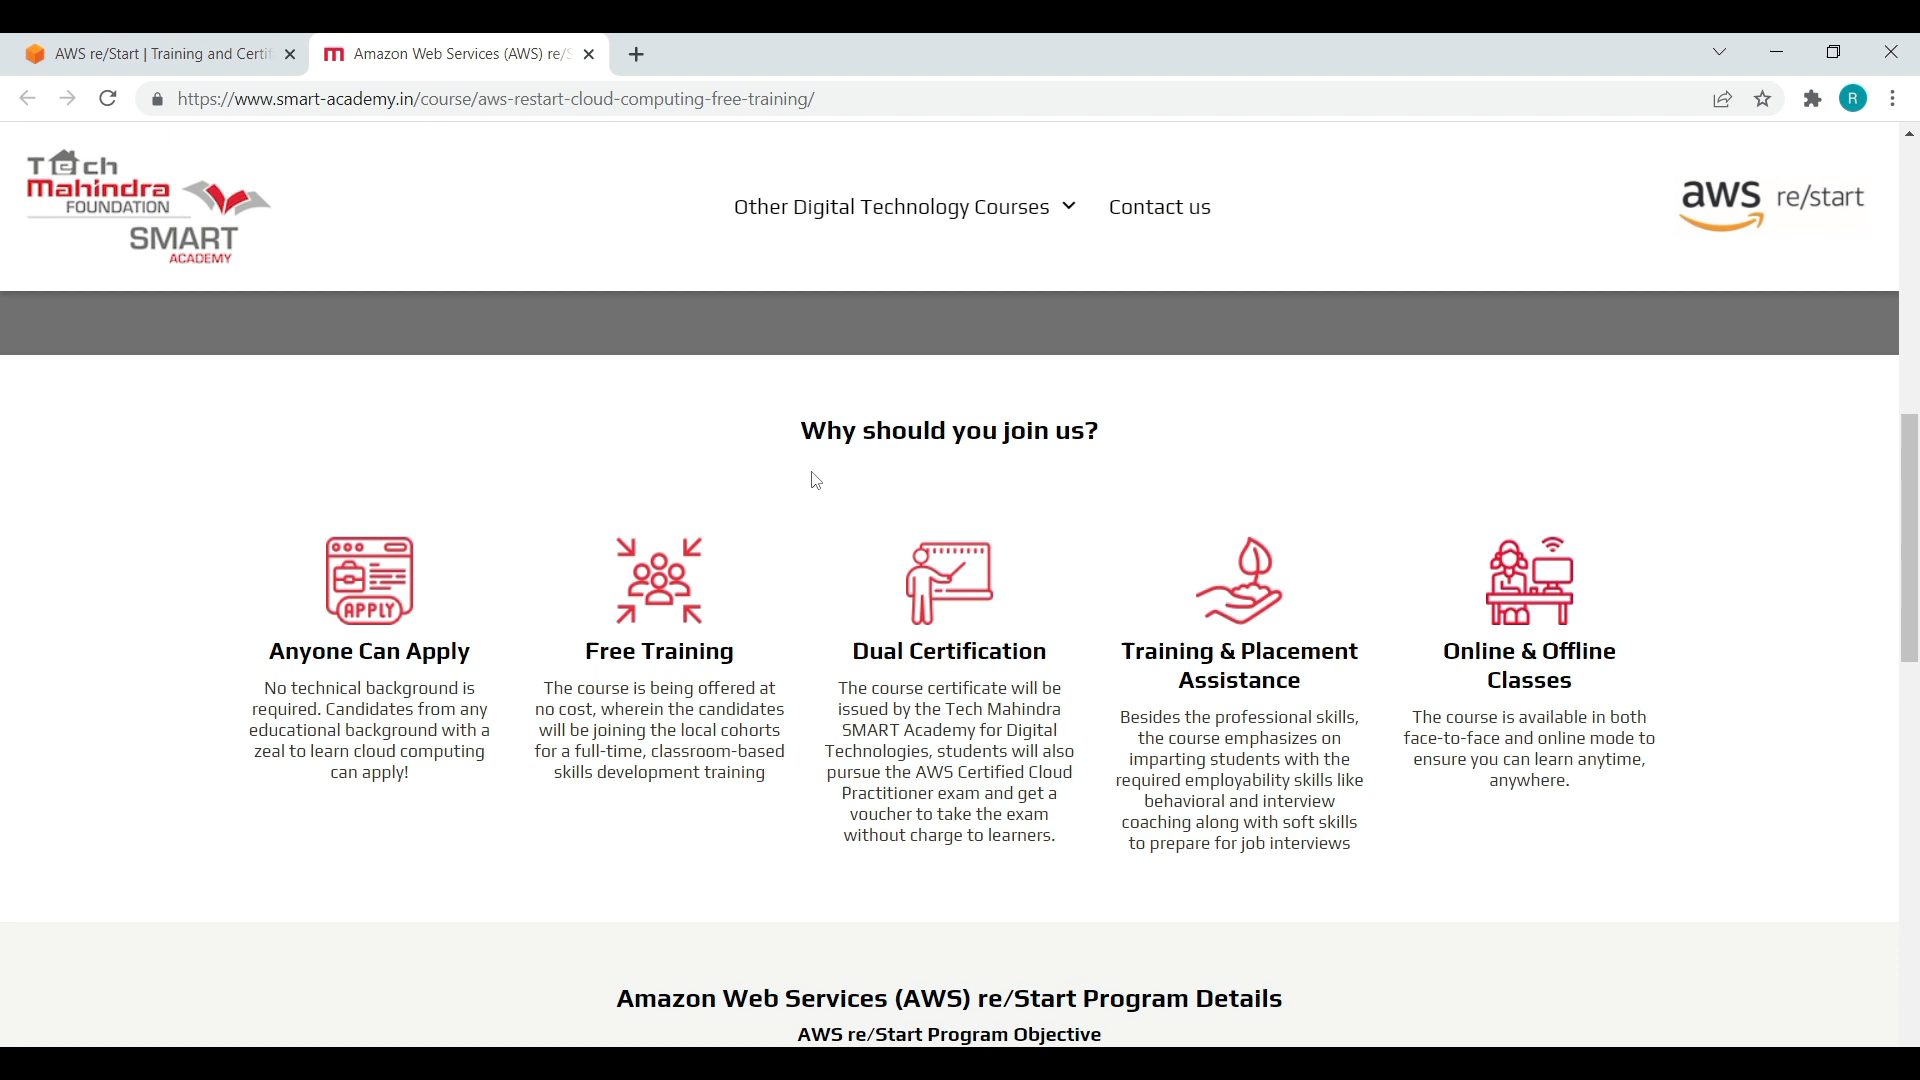 AWS re/Start | Training and Certif
Amazon Web Services (AWS) re/S
https://www.smart-academy.in/course/aws-restart-cloud-computing-free-training/
R
Tech
Mahindra
FOUNDATION
SMART
ACADEMY
Other Digital Technology Courses
Contact us
aws re/start
Why should you join us?
APPLY
Anyone Can Apply
No technical background is
required. Candidates from any
educational background with a
zeal to learn cloud computing
can apply!
Free Training
The course is being offered at
no cost, wherein the candidates
will be joining the local cohorts
for a full-time, classroom-based
skills development training
Dual Certification
The course certificate will be
issued by the Tech Mahindra
SMART Academy for Digital
Technologies, students will also
pursue the AWS Certified Cloud
Practitioner exam and get a
voucher to take the exam
without charge to learners.
Training & Placement
Assistance
Besides the professional skills,
the course emphasizes on
imparting students with the
required employability skills like
behavioral and interview
coaching along with soft skills
to prepare for job interviews
Online & Offline
Classes
The course is available in both
face-to-face and online mode to
ensure you can learn anytime,
anywhere.
Amazon Web Services (AWS) re/Start Program Details
AWS re/Start Program Objective